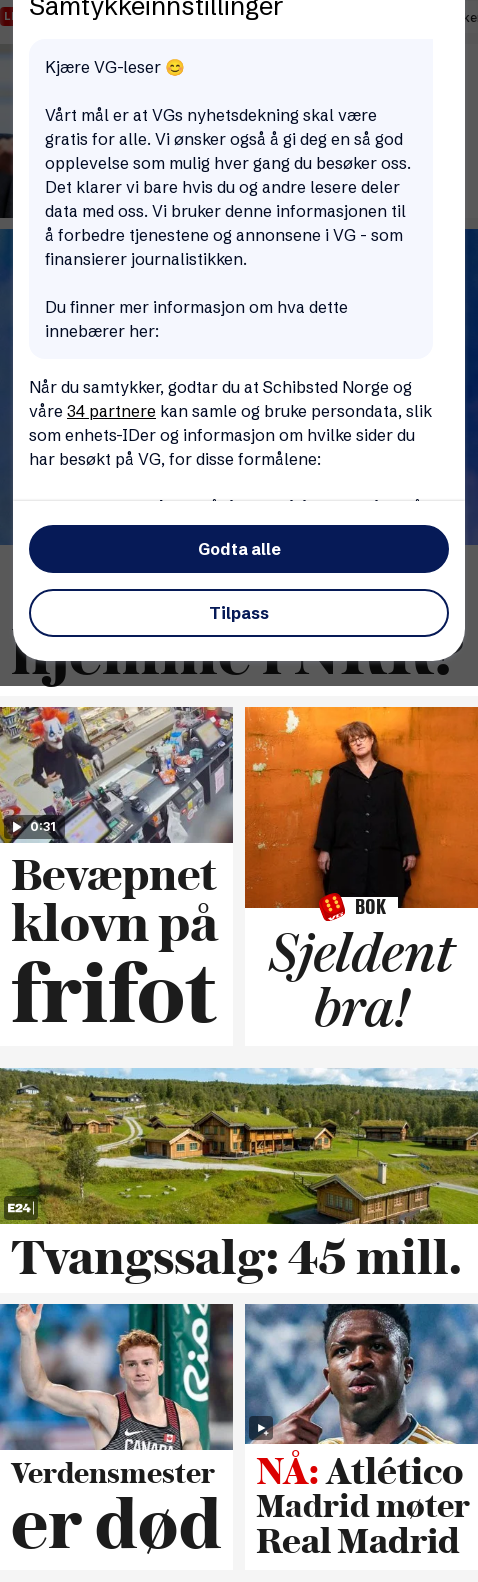 Samtykkeinnstillinger
Kjære VG-leser 😊
Vårt mål er at VGs nyhetsdekning skal være
gratis for alle. Vi ønsker også å gi deg en så god
opplevelse som mulig hver gang du besøker oss.
Det klarer vi bare hvis du og andre lesere deler
data med oss. Vi bruker denne informasjonen til
å forbedre tjenestene og annonsene i VG - som
finansierer journalistikken.
Du finner mer informasjon om hva dette
innebærer her:
Når du samtykker, godtar du at Schibsted Norge og
våre 34 partnere kan samle og bruke persondata, slik
som enhets-IDer og informasjon om hvilke sider du
har besøkt på VG, for disse formålene:
Godta alle
Tilpass
hjemme i NRK?
0:31
Bevæpnet
klovn på
frifot
BOK
Sjeldent
bra!
E24
Tvangssalg: 45 mill.
Rio
CANADA
Verdensmester
er død
NÅ: Atlético
Madrid møter
Real Madrid